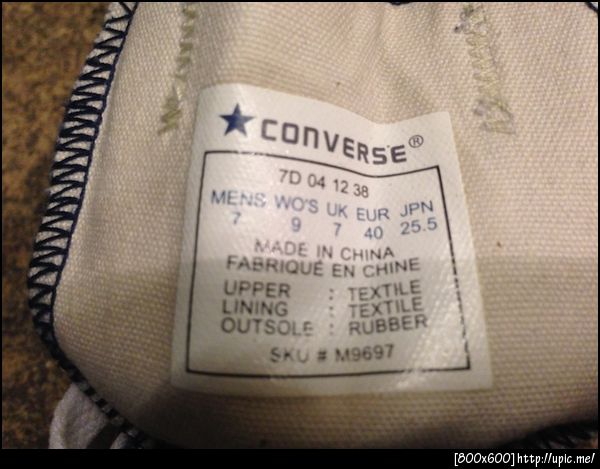 ★ CONVERSE®
7D 04 12 38
MENS WO'S UK EUR JPN
7 9 7 40 25.5
MADE IN CHINA
FABRIQUÉ EN CHINE
UPPER : TEXTILE
LINING : TEXTILE
OUTSOLE : RUBBER
SKU # M9697
[800x600]http://upic.me/